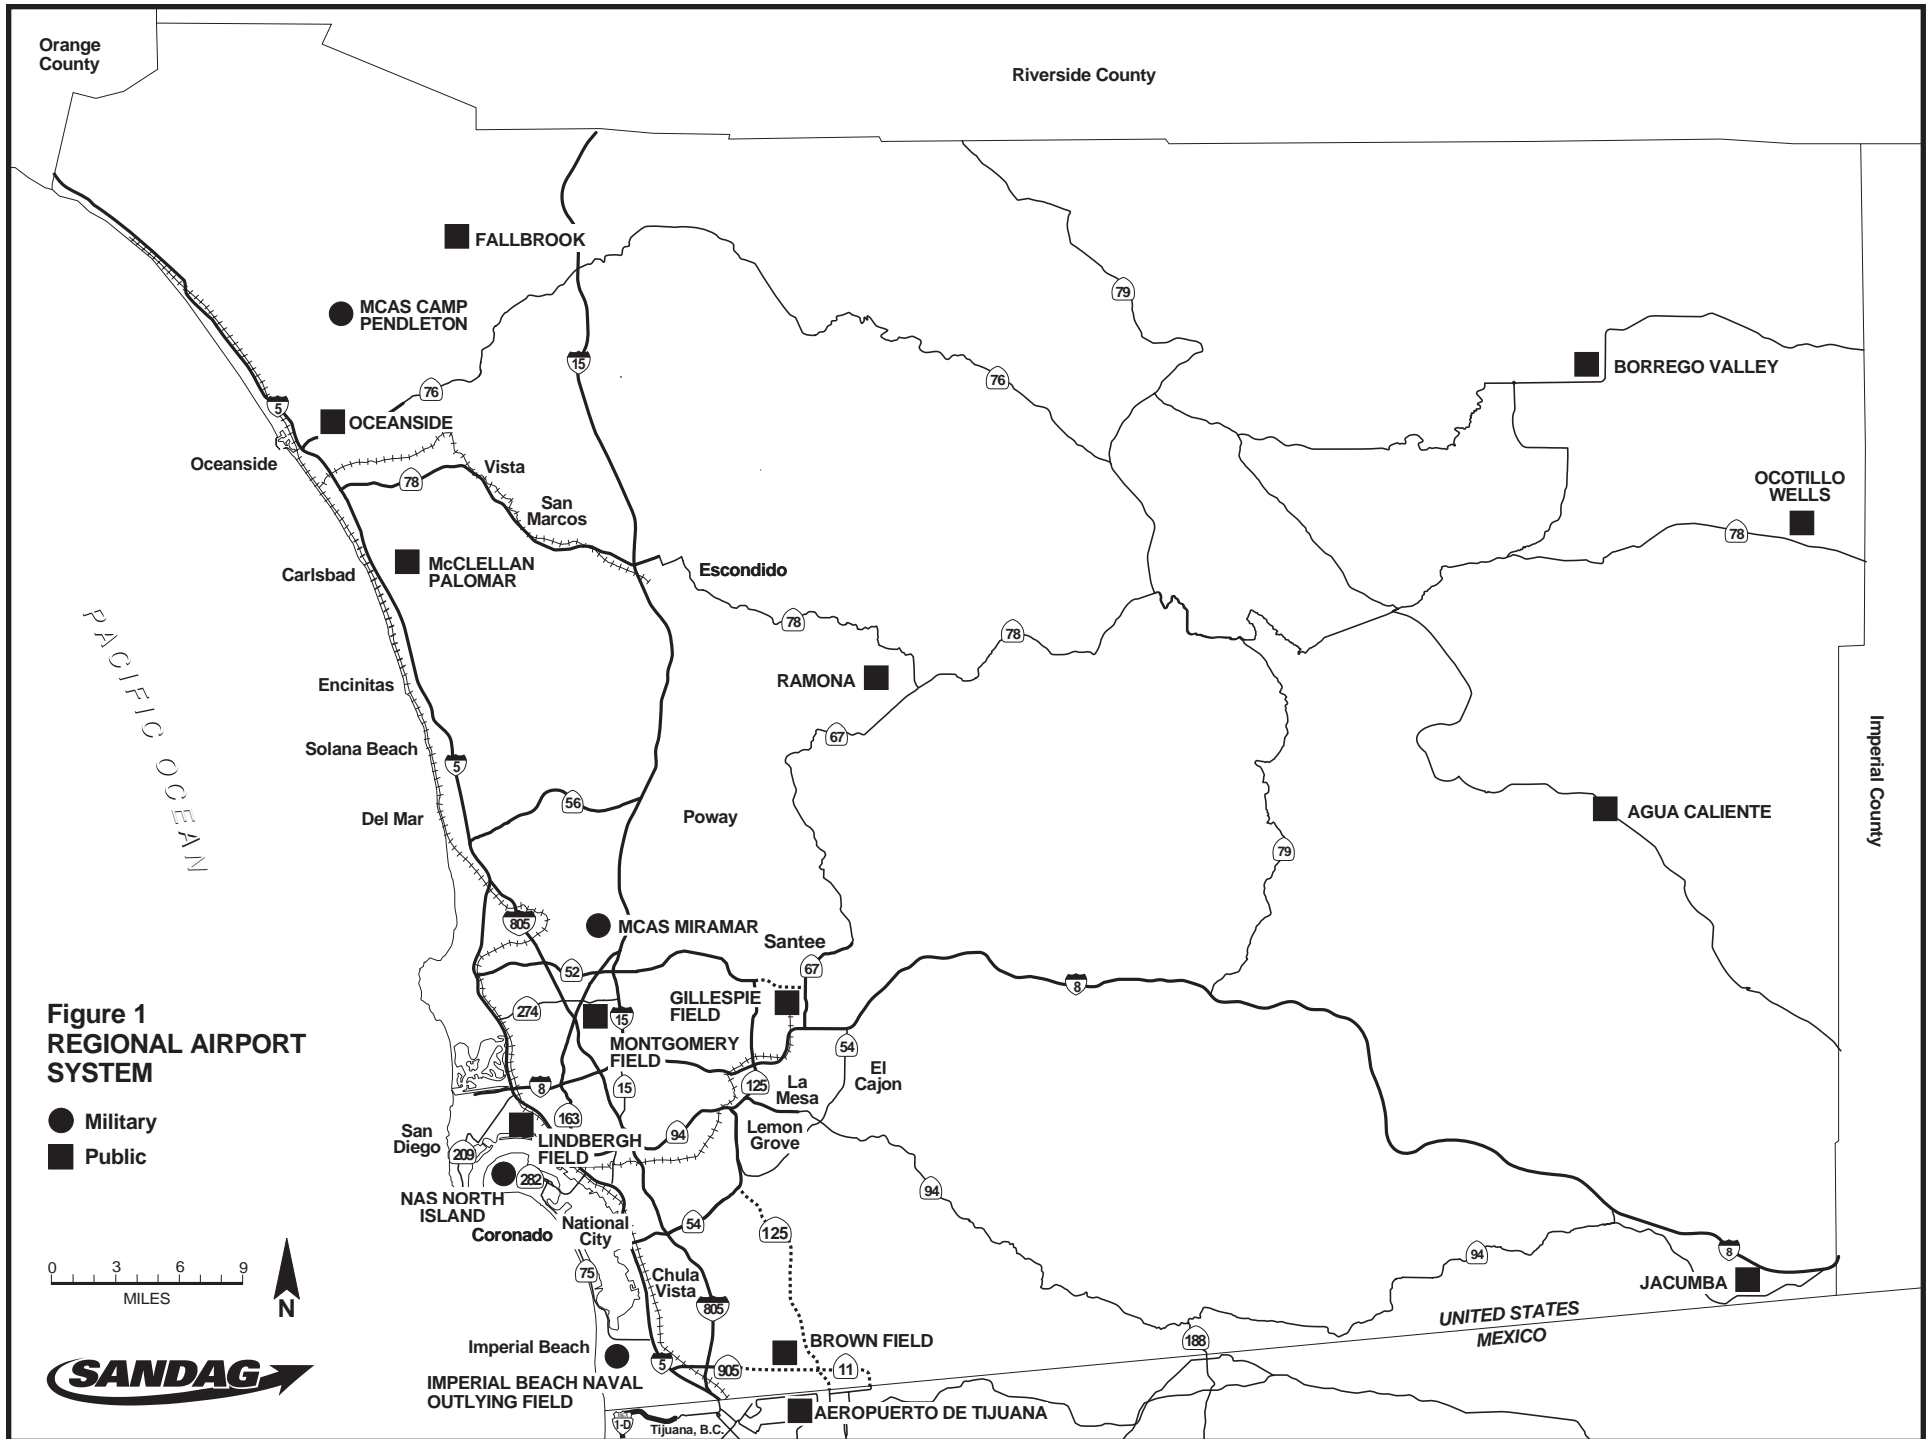 Orange
County
Riverside County
FALLBROOK
MCAS CAMP
PENDLETON
79
15
76
76
BORREGO VALLEY
5
OCEANSIDE
Oceanside
Vista
78
San
Marcos
OCOTILLO
WELLS
78
McCLELLAN
PALOMAR
Carlsbad
Escondido
PACIFIC OCEAN
78
78
RAMONA
Encinitas
67
Solana Beach
5
Imperial County
56
Del Mar
Poway
AGUA CALIENTE
79
805
MCAS MIRAMAR
Santee
52
67
8
GILLESPIE
FIELD
274
15
MONTGOMERY
FIELD
54
El
Cajon
8
15
125
La
Mesa
163
94
Lemon
Grove
San
Diego
LINDBERGH
FIELD
209
282
NAS NORTH
ISLAND
94
Coronado
National
City
54
125
94
8
75
Chula
Vista
805
JACUMBA
UNITED STATES
MEXICO
188
Imperial Beach
BROWN FIELD
5
905
11
IMPERIAL BEACH NAVAL
OUTLYING FIELD
AEROPUERTO DE TIJUANA
1-D
Tijuana, B.C.
Figure 1
REGIONAL AIRPORT
SYSTEM
Military
Public
0 3 6 9
MILES
N
SANDAG